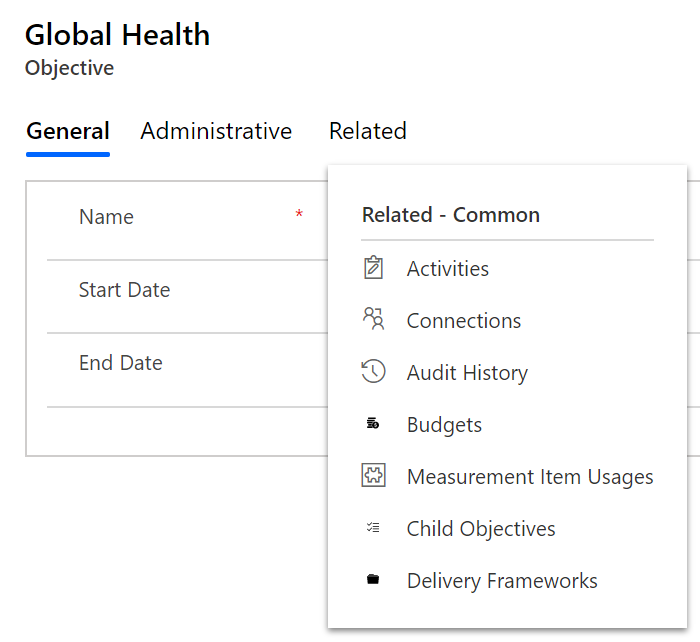 Global Health
Objective
General Administrative Related
Name *
Start Date
End Date
Related - Common
Activities
Connections
Audit History
Budgets
Measurement Item Usages
Child Objectives
Delivery Frameworks